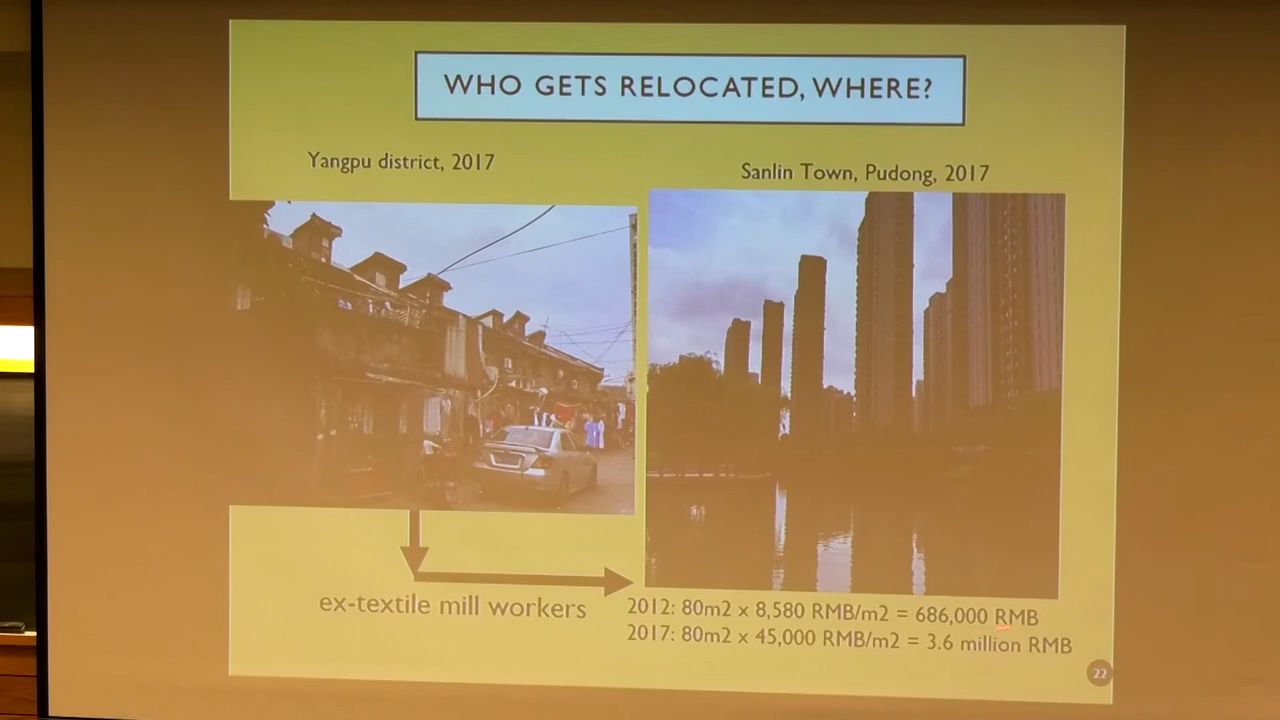 WHO GETS RELOCATED, WHERE?
Yangpu district, 2017
Sanlin Town, Pudong, 2017
ex-textile mill workers
2012: 80m2 x 8,580 RMB/m2 = 686,000 RMB
2017: 80m2 x 45,000 RMB/m2 = 3.6 million RMB
22